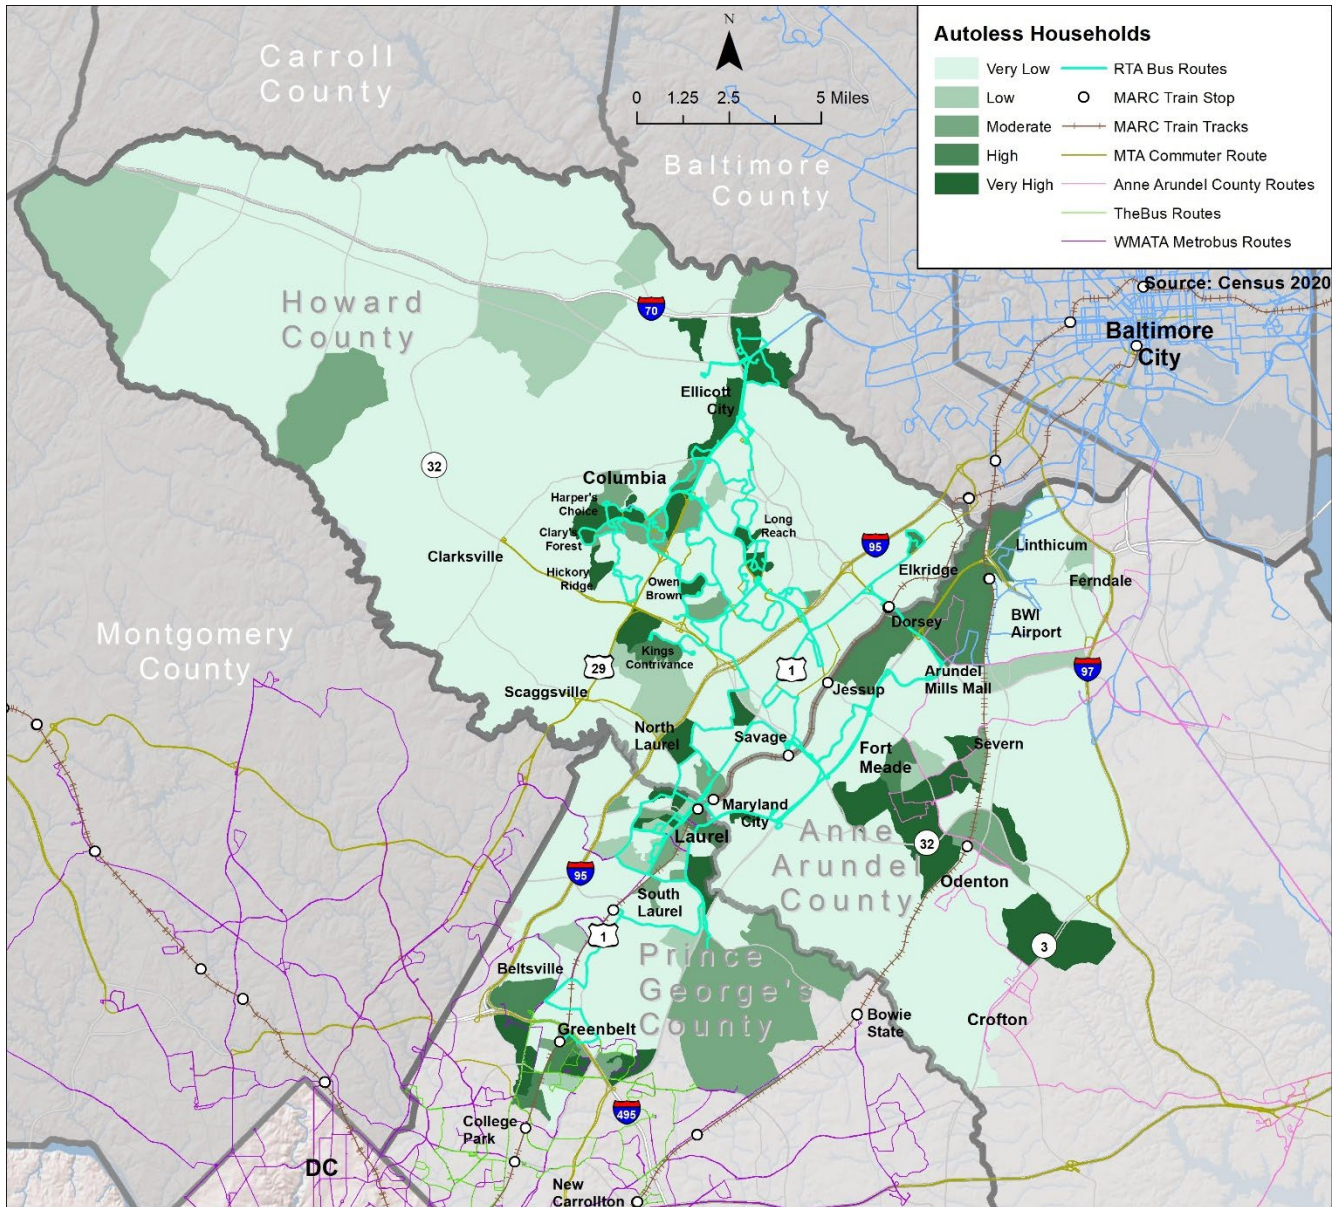 Carroll
County
N
0 1.25 2.5 5 Miles
Baltimore
County
Autoless Households
Very Low
Low
Moderate
High
Very High
RTA Bus Routes
MARC Train Stop
MARC Train Tracks
MTA Commuter Route
Anne Arundel County Routes
TheBus Routes
WMATA Metrobus Routes
Source: Census 2020
Baltimore
City
Howard
County
70
Ellicott
City
32
Columbia
Harper's
Choice
Clary's
Forest
Hickory
Ridge
Long
Reach
Owen
Brown
Clarksville
95
Elkridge
Linthicum
Ferndale
BWI
Airport
Dorsey
Montgomery
County
29
Kings
Contrivance
1
Jessup
Arundel
Mills Mall
97
Scaggsville
North
Laurel
Savage
Fort
Meade
Severn
Maryland
City
Laurel
Anne
Arundel
County
32
Odenton
95
South
Laurel
1
3
Prince
George's
County
Beltsville
Greenbelt
Bowie
State
Crofton
495
College
Park
DC
New
Carrollton